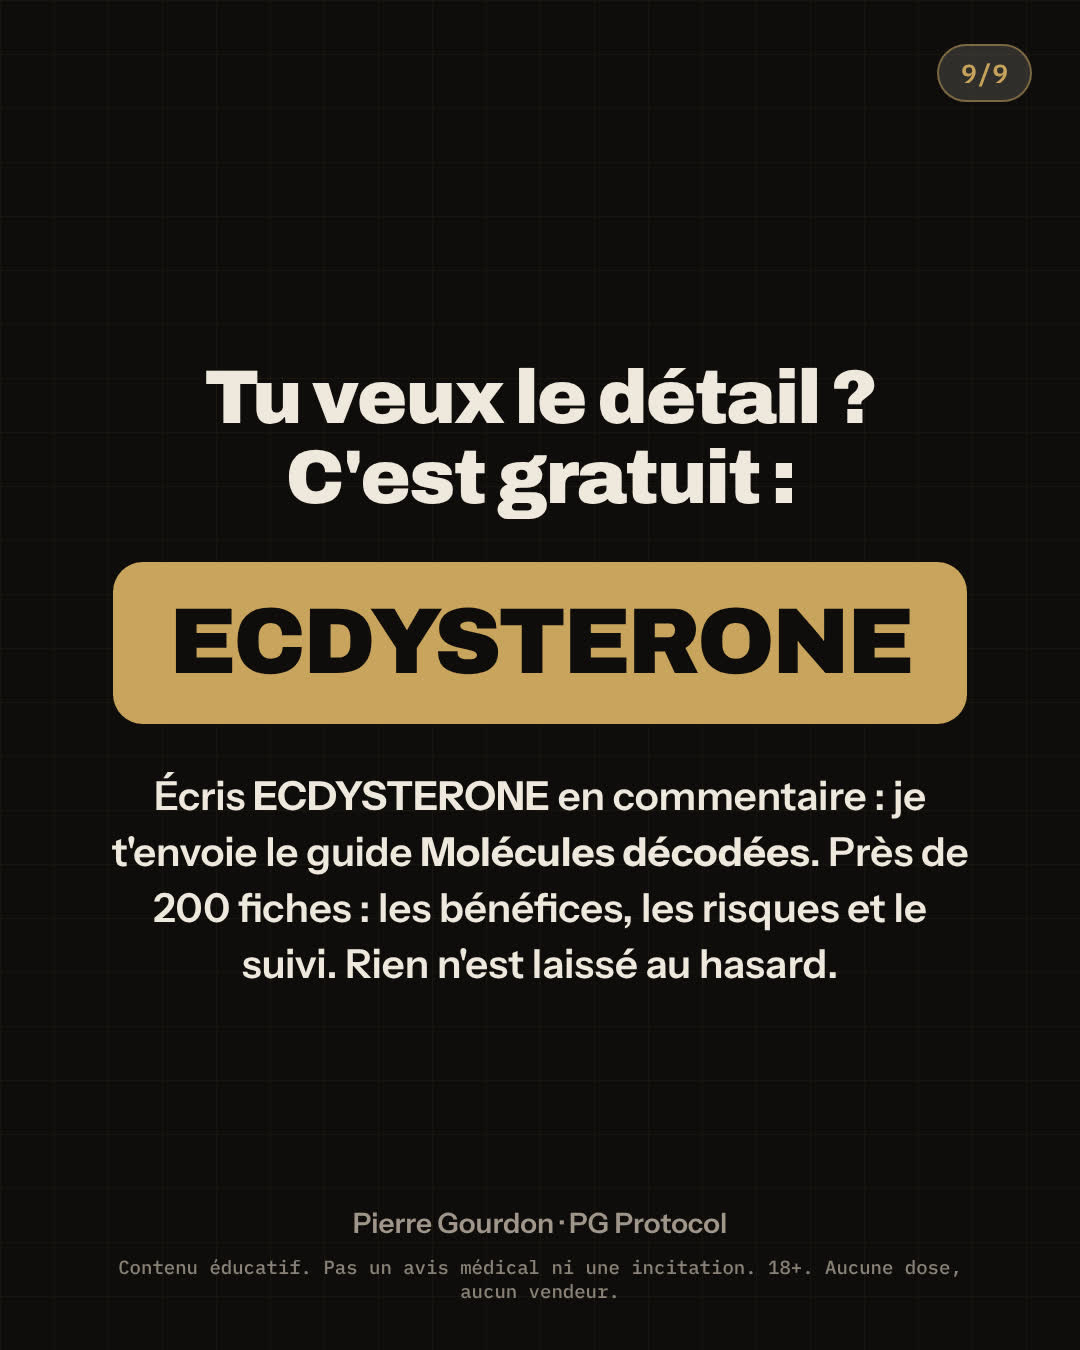 9/9
Tu veux le détail ?
C'est gratuit :
ECDYSTERONE
Écris ECDYSTERONE en commentaire : je
t'envoie le guide Molécules décodées. Près de
200 fiches : les bénéfices, les risques et le
suivi. Rien n'est laissé au hasard.
Pierre Gourdon · PG Protocol
Contenu éducatif. Pas un avis médical ni une incitation. 18+. Aucune dose,
aucun vendeur.